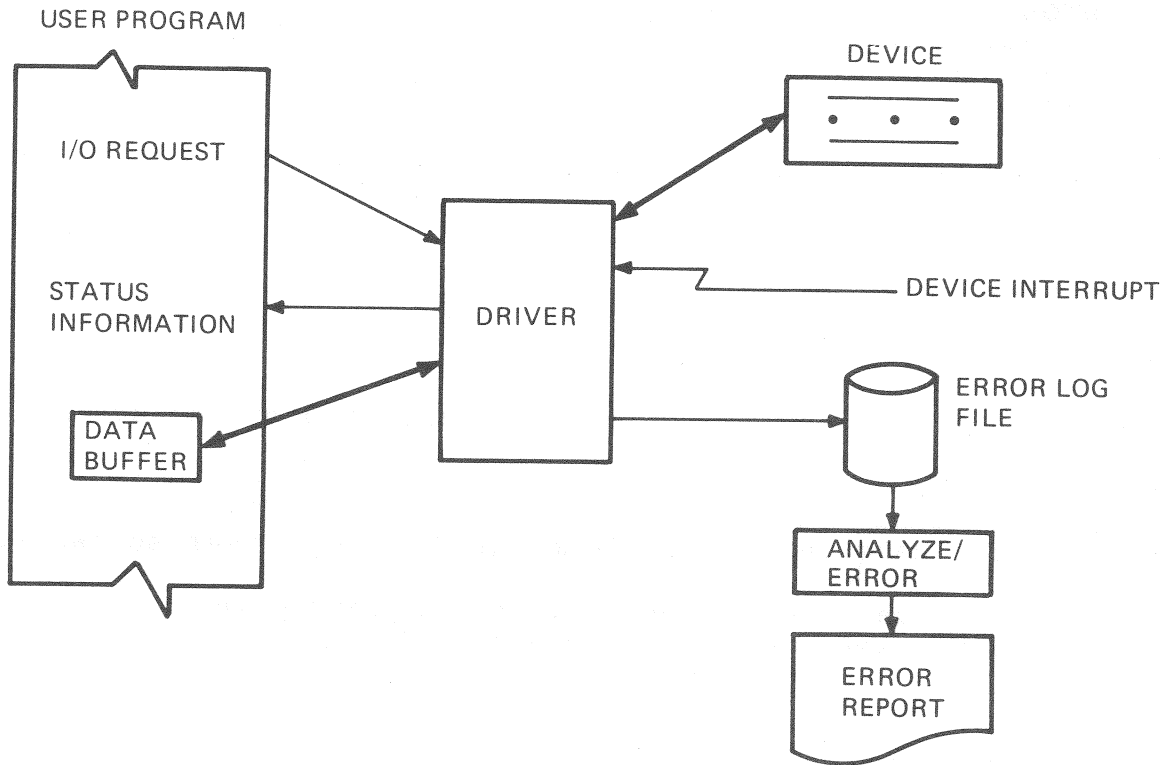 USER PROGRAM
DEVICE
I/O REQUEST
STATUS
INFORMATION
DRIVER
DEVICE INTERRUPT
ERROR LOG
FILE
DATA
BUFFER
ANALYZE/
ERROR
ERROR
REPORT